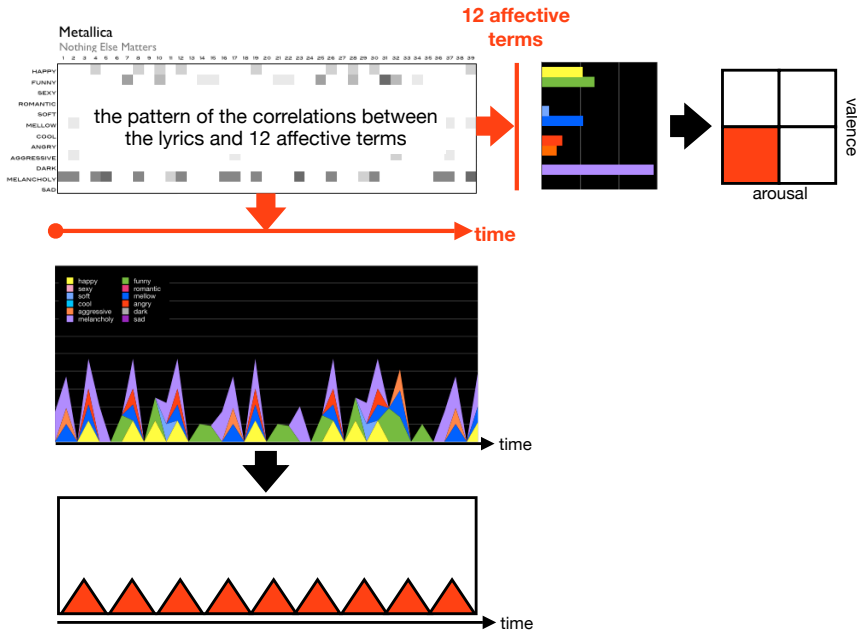 12 affective
terms
Metallica
Nothing Else Matters
1 2 3 4 5 6 7 8 9 10 11 12 13 14 15 16 17 18 19 20 21 22 23 24 25 26 27 28 29 30 31 32 33 34 35 36 37 38 39
HAPPY
FUNNY
SEXY
ROMANTIC
SOFT
MELLOW
COOL
ANGRY
AGGRESSIVE
DARK
MELANCHOLY
SAD
the pattern of the correlations between
the lyrics and 12 affective terms
valence
arousal
time
happy funny
sexy romantic
soft mellow
cool angry
aggressive dark
melancholy sad
time
time